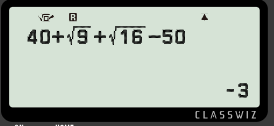 √▱ R ▲
40+√9+√16−50
-3
CLASSWIZ